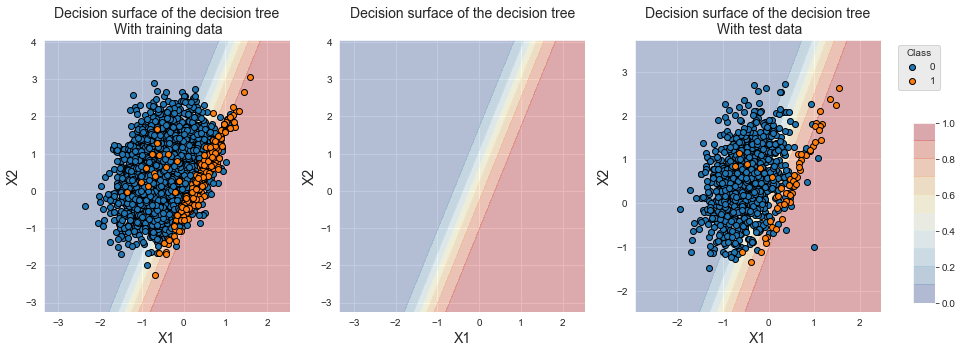 Decision surface of the decision tree
With training data
4
3
2
1
0
−1
−2
−3
X2
−3 −2 −1 0 1 2
X1
Decision surface of the decision tree
4
3
2
1
0
−1
−2
−3
X2
−3 −2 −1 0 1 2
X1
Decision surface of the decision tree
With test data
3
2
1
0
−1
−2
X2
−2 −1 0 1 2
X1
Class
0
1
1.0
0.8
0.6
0.4
0.2
0.0